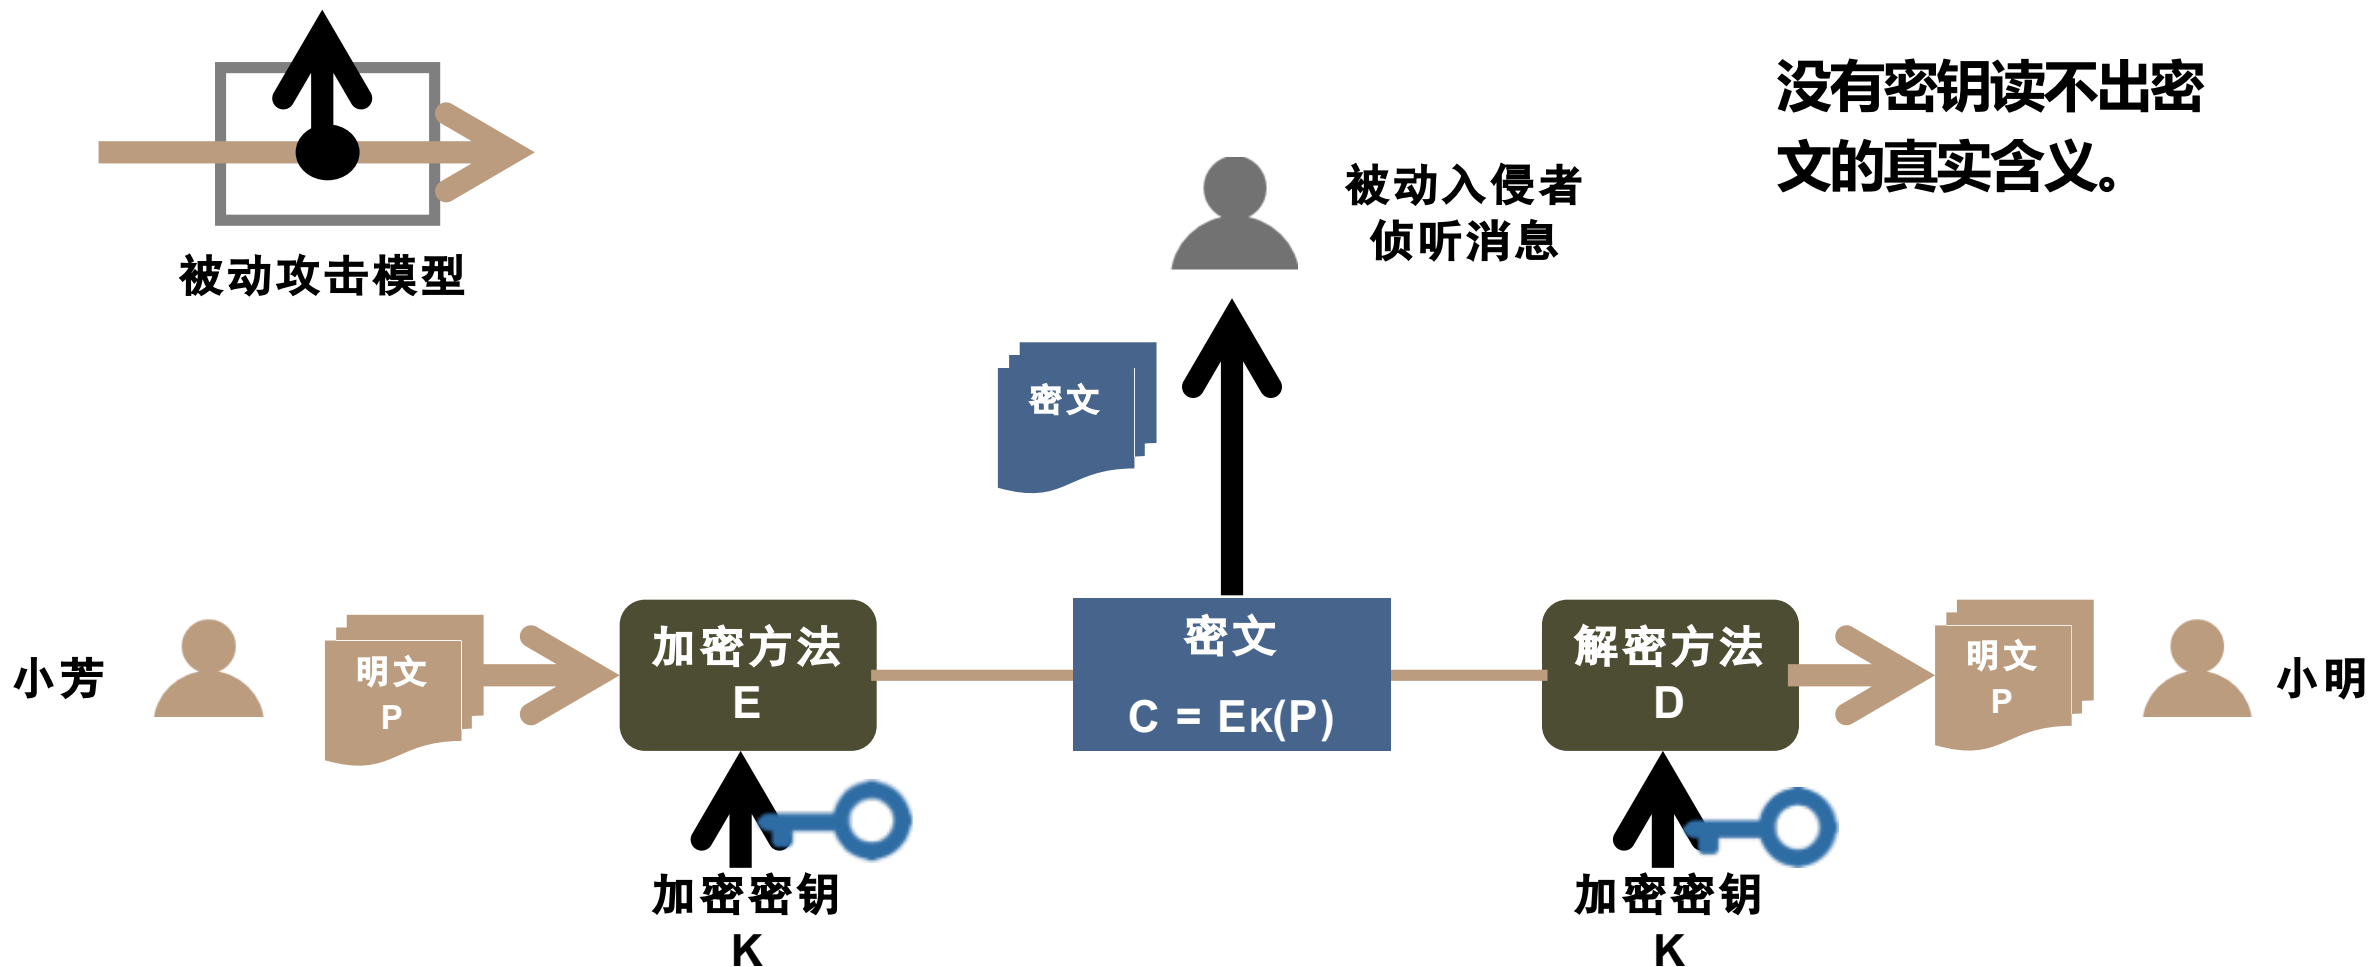 没有密钥读不出密
文的真实含义。
被动入侵者
侦听消息
被动攻击模型
密文
小芳
明文
P
加密方法
E
密文
C = EK(P)
解密方法
D
明文
P
小明
加密密钥
K
加密密钥
K